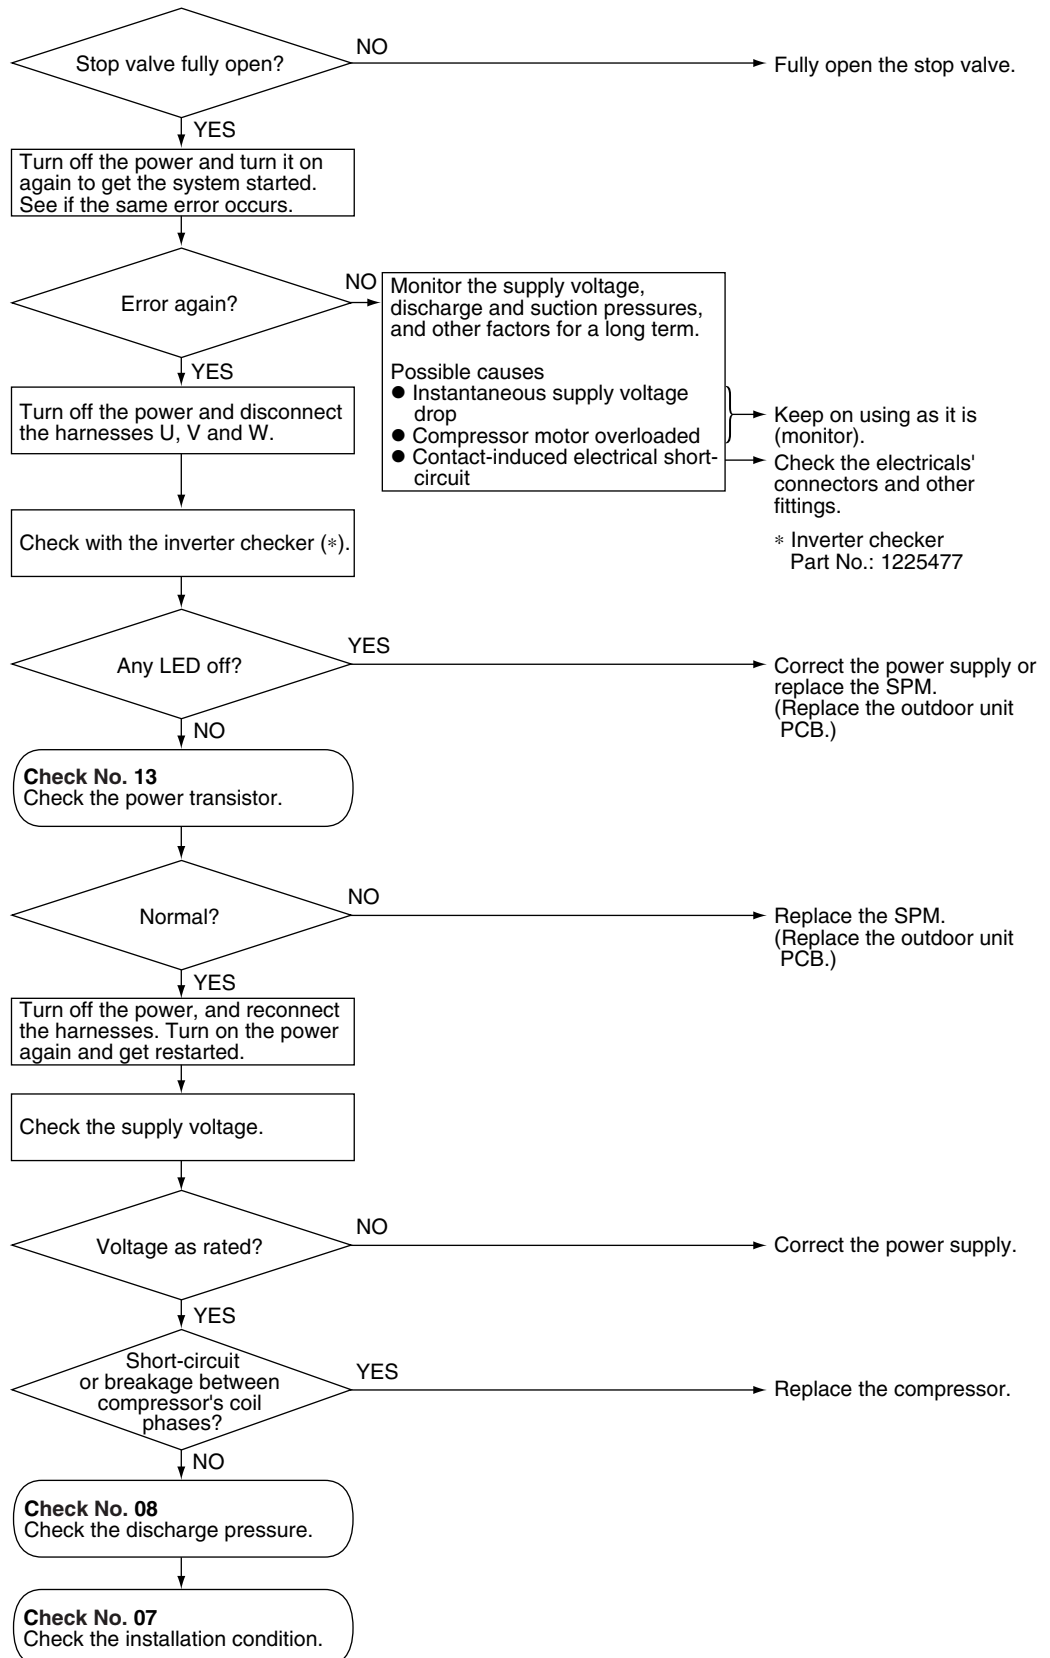 Stop valve fully open?
NO
Fully open the stop valve.
YES
Turn off the power and turn it on
again to get the system started.
See if the same error occurs.
Error again?
NO
Monitor the supply voltage,
discharge and suction pressures,
and other factors for a long term.
Possible causes
● Instantaneous supply voltage
drop
● Compressor motor overloaded
● Contact-induced electrical short-
circuit
Keep on using as it is
(monitor).
Check the electricals'
connectors and other
fittings.
* Inverter checker
Part No.: 1225477
YES
Turn off the power and disconnect
the harnesses U, V and W.
Check with the inverter checker (*).
Any LED off?
YES
Correct the power supply or
replace the SPM.
(Replace the outdoor unit
PCB.)
NO
Check No. 13
Check the power transistor.
Normal?
NO
Replace the SPM.
(Replace the outdoor unit
PCB.)
YES
Turn off the power, and reconnect
the harnesses. Turn on the power
again and get restarted.
Check the supply voltage.
Voltage as rated?
NO
Correct the power supply.
YES
Short-circuit
or breakage between
compressor's coil
phases?
YES
Replace the compressor.
NO
Check No. 08
Check the discharge pressure.
Check No. 07
Check the installation condition.